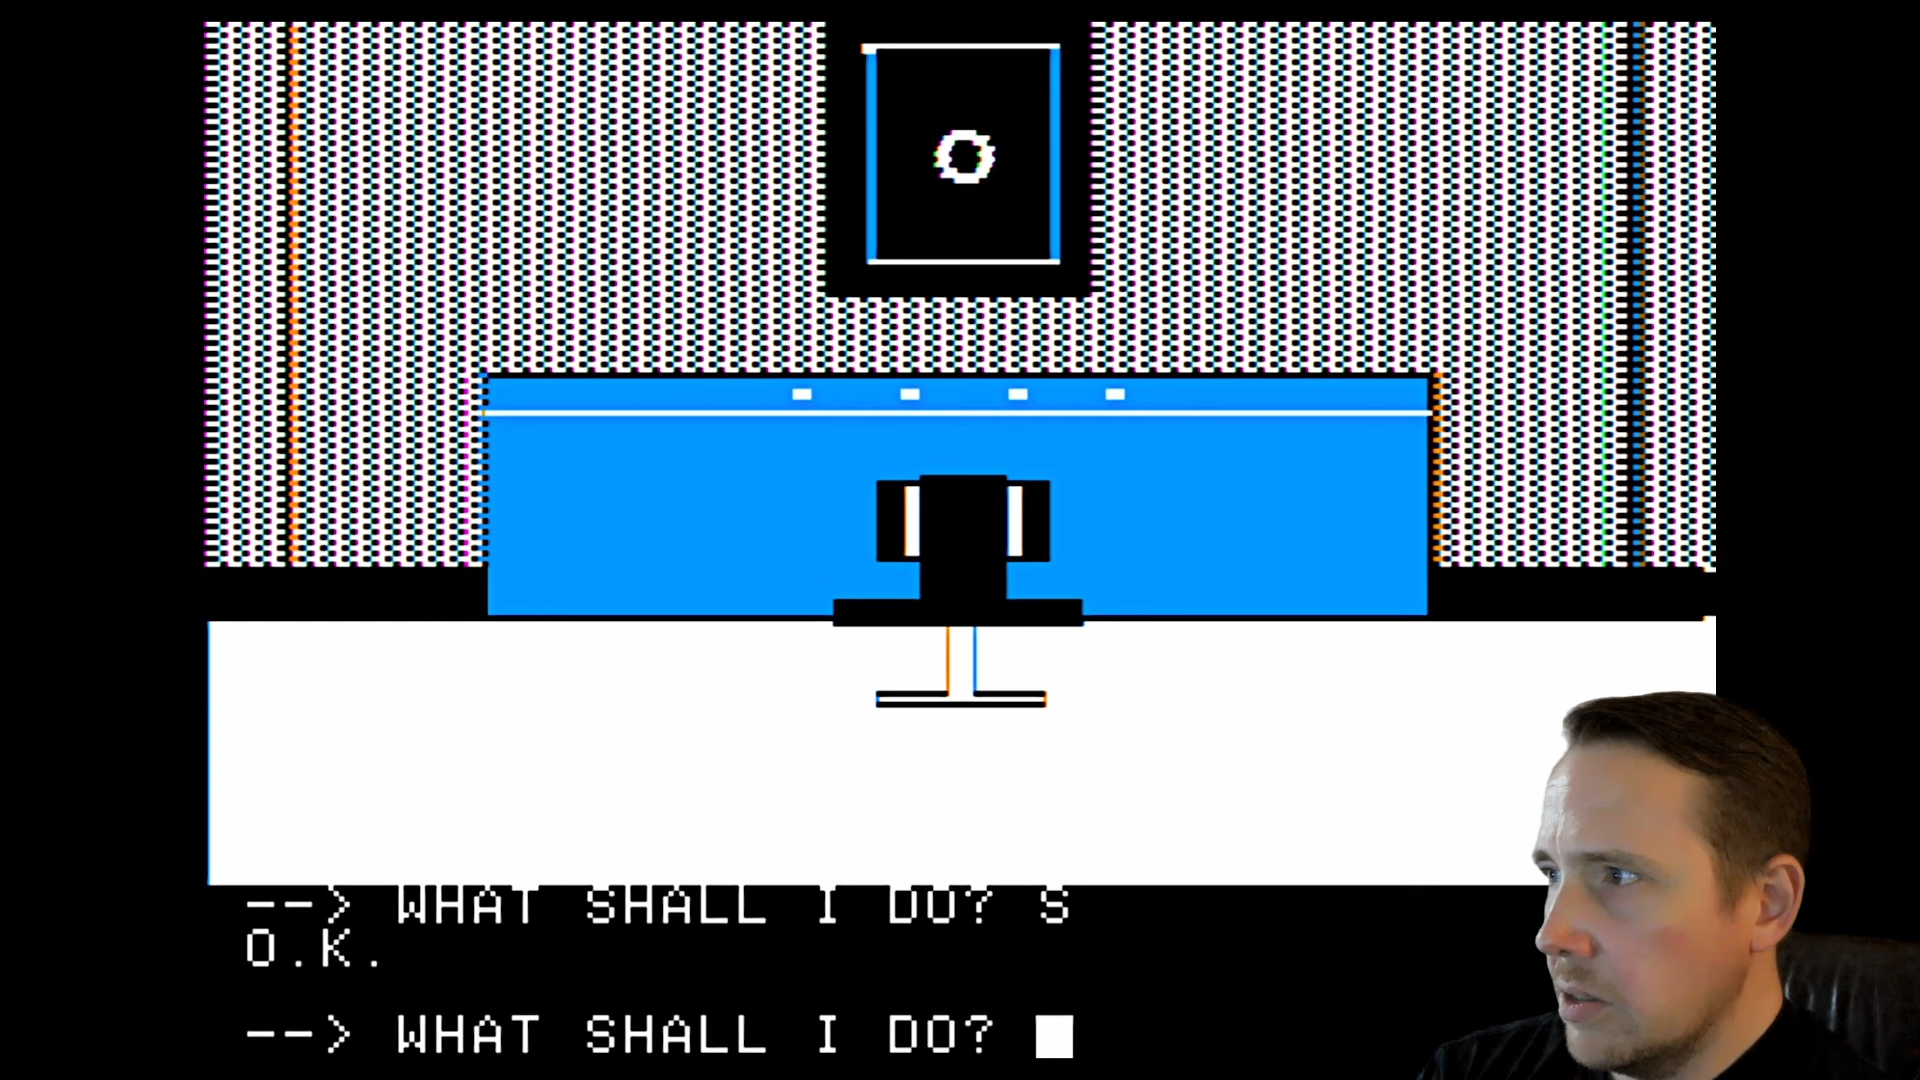 --> WHAT SHALL I DO? S
O.K.
--> WHAT SHALL I DO?